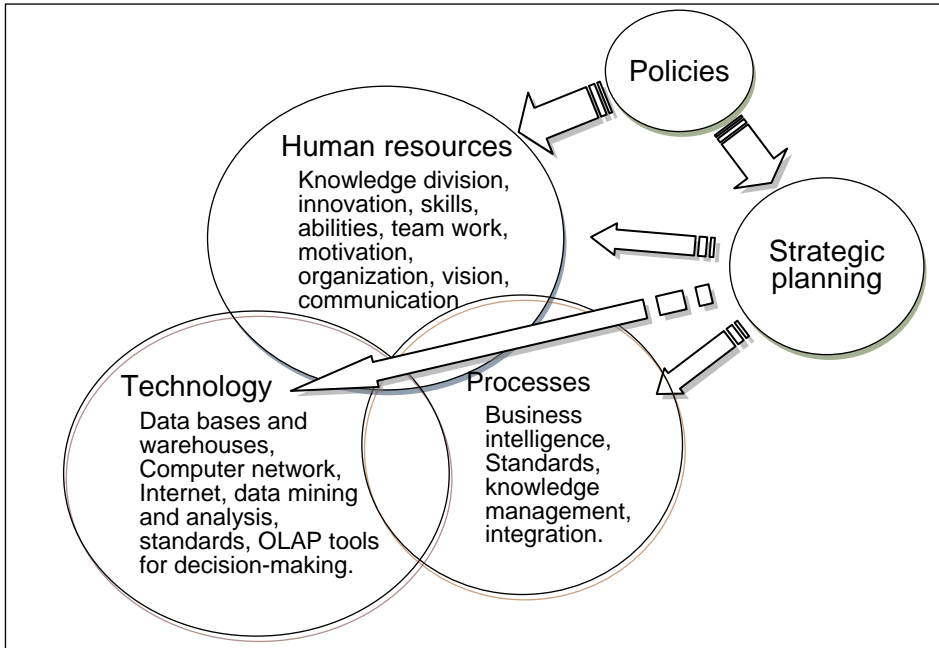 Policies
Human resources
Knowledge division,
innovation, skills,
abilities, team work,
motivation,
organization, vision,
communication
Strategic
planning
Technology
Data bases and
warehouses,
Computer network,
Internet, data mining
and analysis,
standards, OLAP tools
for decision-making.
Processes
Business
intelligence,
Standards,
knowledge
management,
integration.